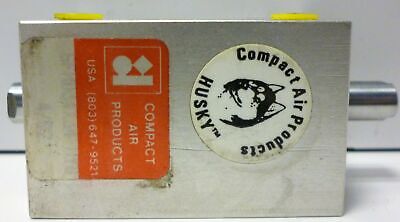 COMPACT
AIR
PRODUCTS
USA (803) 647-9521
Compact Air Products
HUSKY™